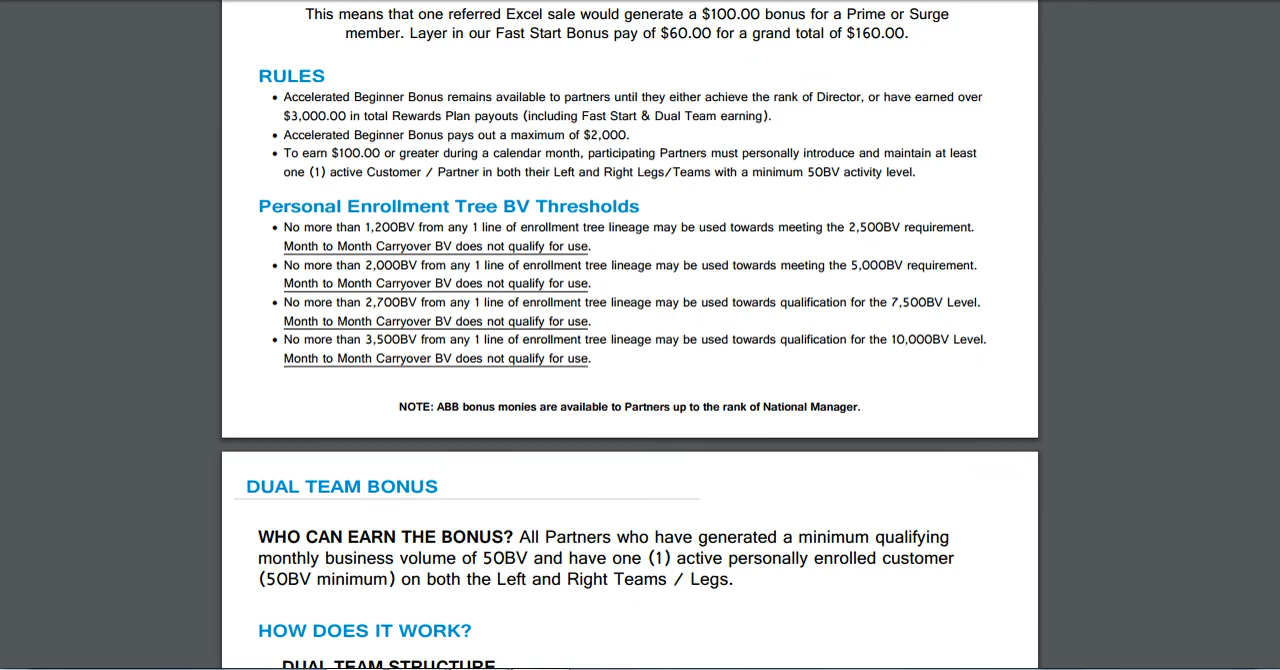 This means that one referred Excel sale would generate a $100.00 bonus for a Prime or Surge
member. Layer in our Fast Start Bonus pay of $60.00 for a grand total of $160.00.
RULES
• Accelerated Beginner Bonus remains available to partners until they either achieve the rank of Director, or have earned over
$3,000.00 in total Rewards Plan payouts (including Fast Start & Dual Team earning).
• Accelerated Beginner Bonus pays out a maximum of $2,000.
• To earn $100.00 or greater during a calendar month, participating Partners must personally introduce and maintain at least
one (1) active Customer / Partner in both their Left and Right Legs/Teams with a minimum 50BV activity level.
Personal Enrollment Tree BV Thresholds
• No more than 1,200BV from any 1 line of enrollment tree lineage may be used towards meeting the 2,500BV requirement.
Month to Month Carryover BV does not qualify for use.
• No more than 2,000BV from any 1 line of enrollment tree lineage may be used towards meeting the 5,000BV requirement.
Month to Month Carryover BV does not qualify for use.
• No more than 2,700BV from any 1 line of enrollment tree lineage may be used towards qualification for the 7,500BV Level.
Month to Month Carryover BV does not qualify for use.
• No more than 3,500BV from any 1 line of enrollment tree lineage may be used towards qualification for the 10,000BV Level.
Month to Month Carryover BV does not qualify for use.
NOTE: ABB bonus monies are available to Partners up to the rank of National Manager.
DUAL TEAM BONUS
WHO CAN EARN THE BONUS? All Partners who have generated a minimum qualifying
monthly business volume of 50BV and have one (1) active personally enrolled customer
(50BV minimum) on both the Left and Right Teams / Legs.
HOW DOES IT WORK?
DUAL TEAM STRUCTURE